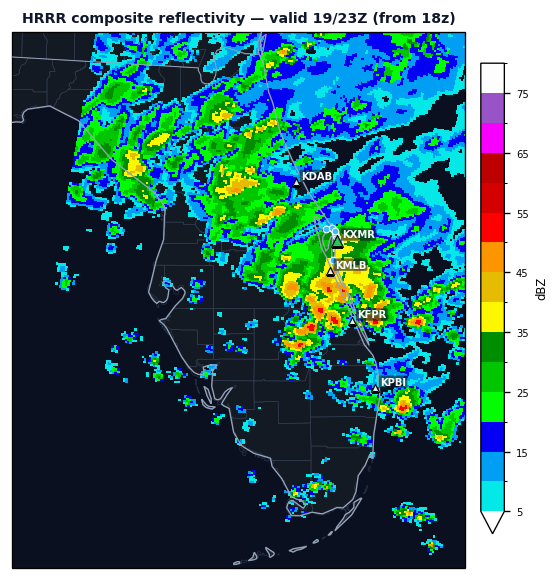 HRRR composite reflectivity — valid 19/23Z (from 18z)
KDAB
KXMR
KMLB
KFPR
KPBI
75
65
55
45
35
25
15
5
dBZ